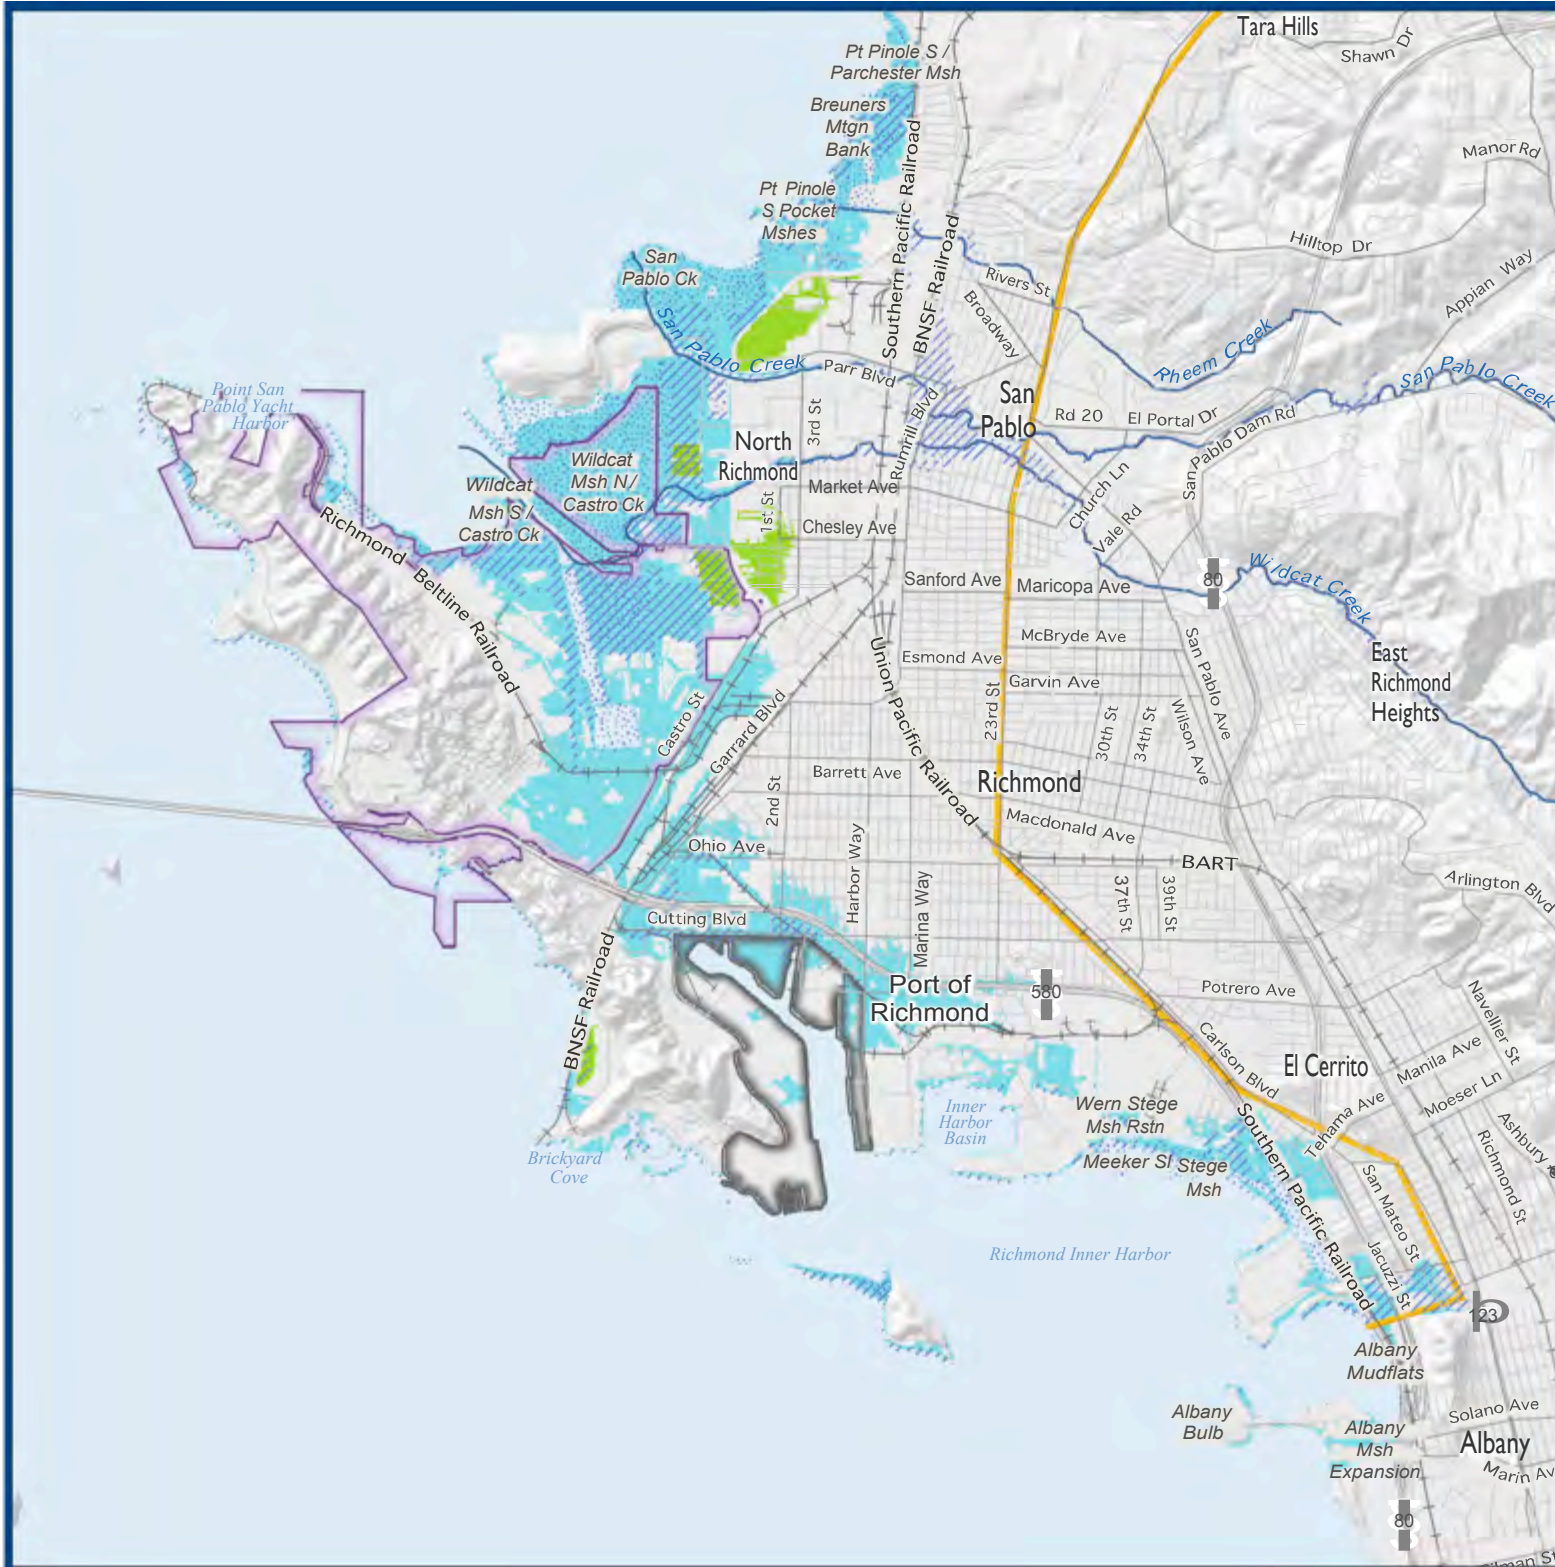 Tara Hills
Shawn Dr
Pt Pinole S /
Parchester Msh
Breuners
Mtgn
Bank
Manor Rd
Southern Pacific Railroad
Pt Pinole
S Pocket
Mshes
BNSF Railroad
Hilltop Dr
San
Pablo Ck
Rivers St
Appian Way
Broadway
San Pablo Creek
Rheem Creek
Parr Blvd
San Pablo Creek
Point San
Pablo Yacht
Harbor
San
Pablo
Rumrill Blvd
3rd St
Rd 20
El Portal Dr
San Pablo Dam Rd
North
Richmond
Wildcat
Msh N /
Castro Ck
Wildcat
Msh S /
Castro Ck
Market Ave
Church Ln
1st St
Chesley Ave
Vale Rd
Richmond Beltline Railroad
Wildcat Creek
80
Sanford Ave
Maricopa Ave
McBryde Ave
Union Pacific Railroad
Esmond Ave
San Pablo Ave
East
Richmond
Heights
Garvin Ave
23rd St
30th St
34th St
Wilson Ave
Castro St
Garrard Blvd
Barrett Ave
Richmond
2nd St
Macdonald Ave
Ohio Ave
Harbor Way
BART
Marina Way
37th St
39th St
Arlington Blvd
Cutting Blvd
BNSF Railroad
Port of
Richmond
580
Potrero Ave
Navellier St
Carlson Blvd
El Cerrito
Manila Ave
Moeser Ln
Inner
Harbor
Basin
Wern Stege
Msh Rstn
Tehama Ave
Ashbury
Southern Pacific Railroad
Richmond St
Meeker Sl
Stege
Msh
Brickyard
Cove
San Mateo St
Richmond Inner Harbor
Jacuzzi St
123
Albany
Mudflats
Albany
Bulb
Solano Ave
Albany
Msh
Expansion
Albany
Marin Av
80
ilman St